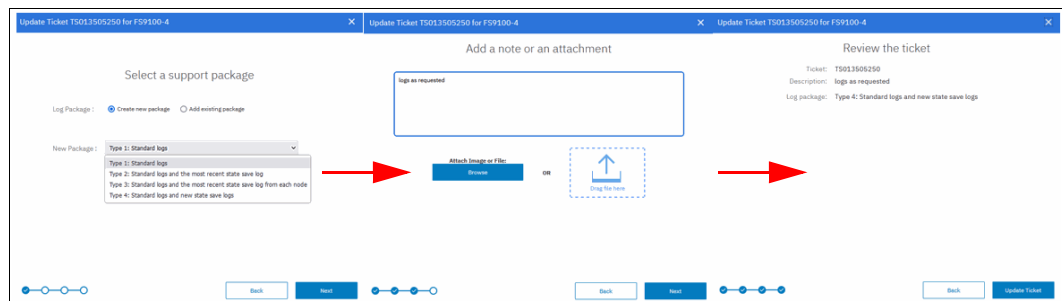 Update Ticket TS013505250 for FS9100-4
Select a support package
Log Package :
Create new package
Add existing package
New Package :
Type 1: Standard logs
Type 1: Standard logs
Type 2: Standard logs and the most recent state save log
Type 3: Standard logs and the most recent state save log from each node
Type 4: Standard logs and new state save logs
Back
Next
Update Ticket TS013505250 for FS9100-4
Add a note or an attachment
logs as requested
Attach Image or File:
Browse
OR
Drag file here
Back
Next
Update Ticket TS013505250 for FS9100-4
Review the ticket
Ticket: TS013505250
Description: logs as requested
Log package: Type 4: Standard logs and new state save logs
Back
Update Ticket